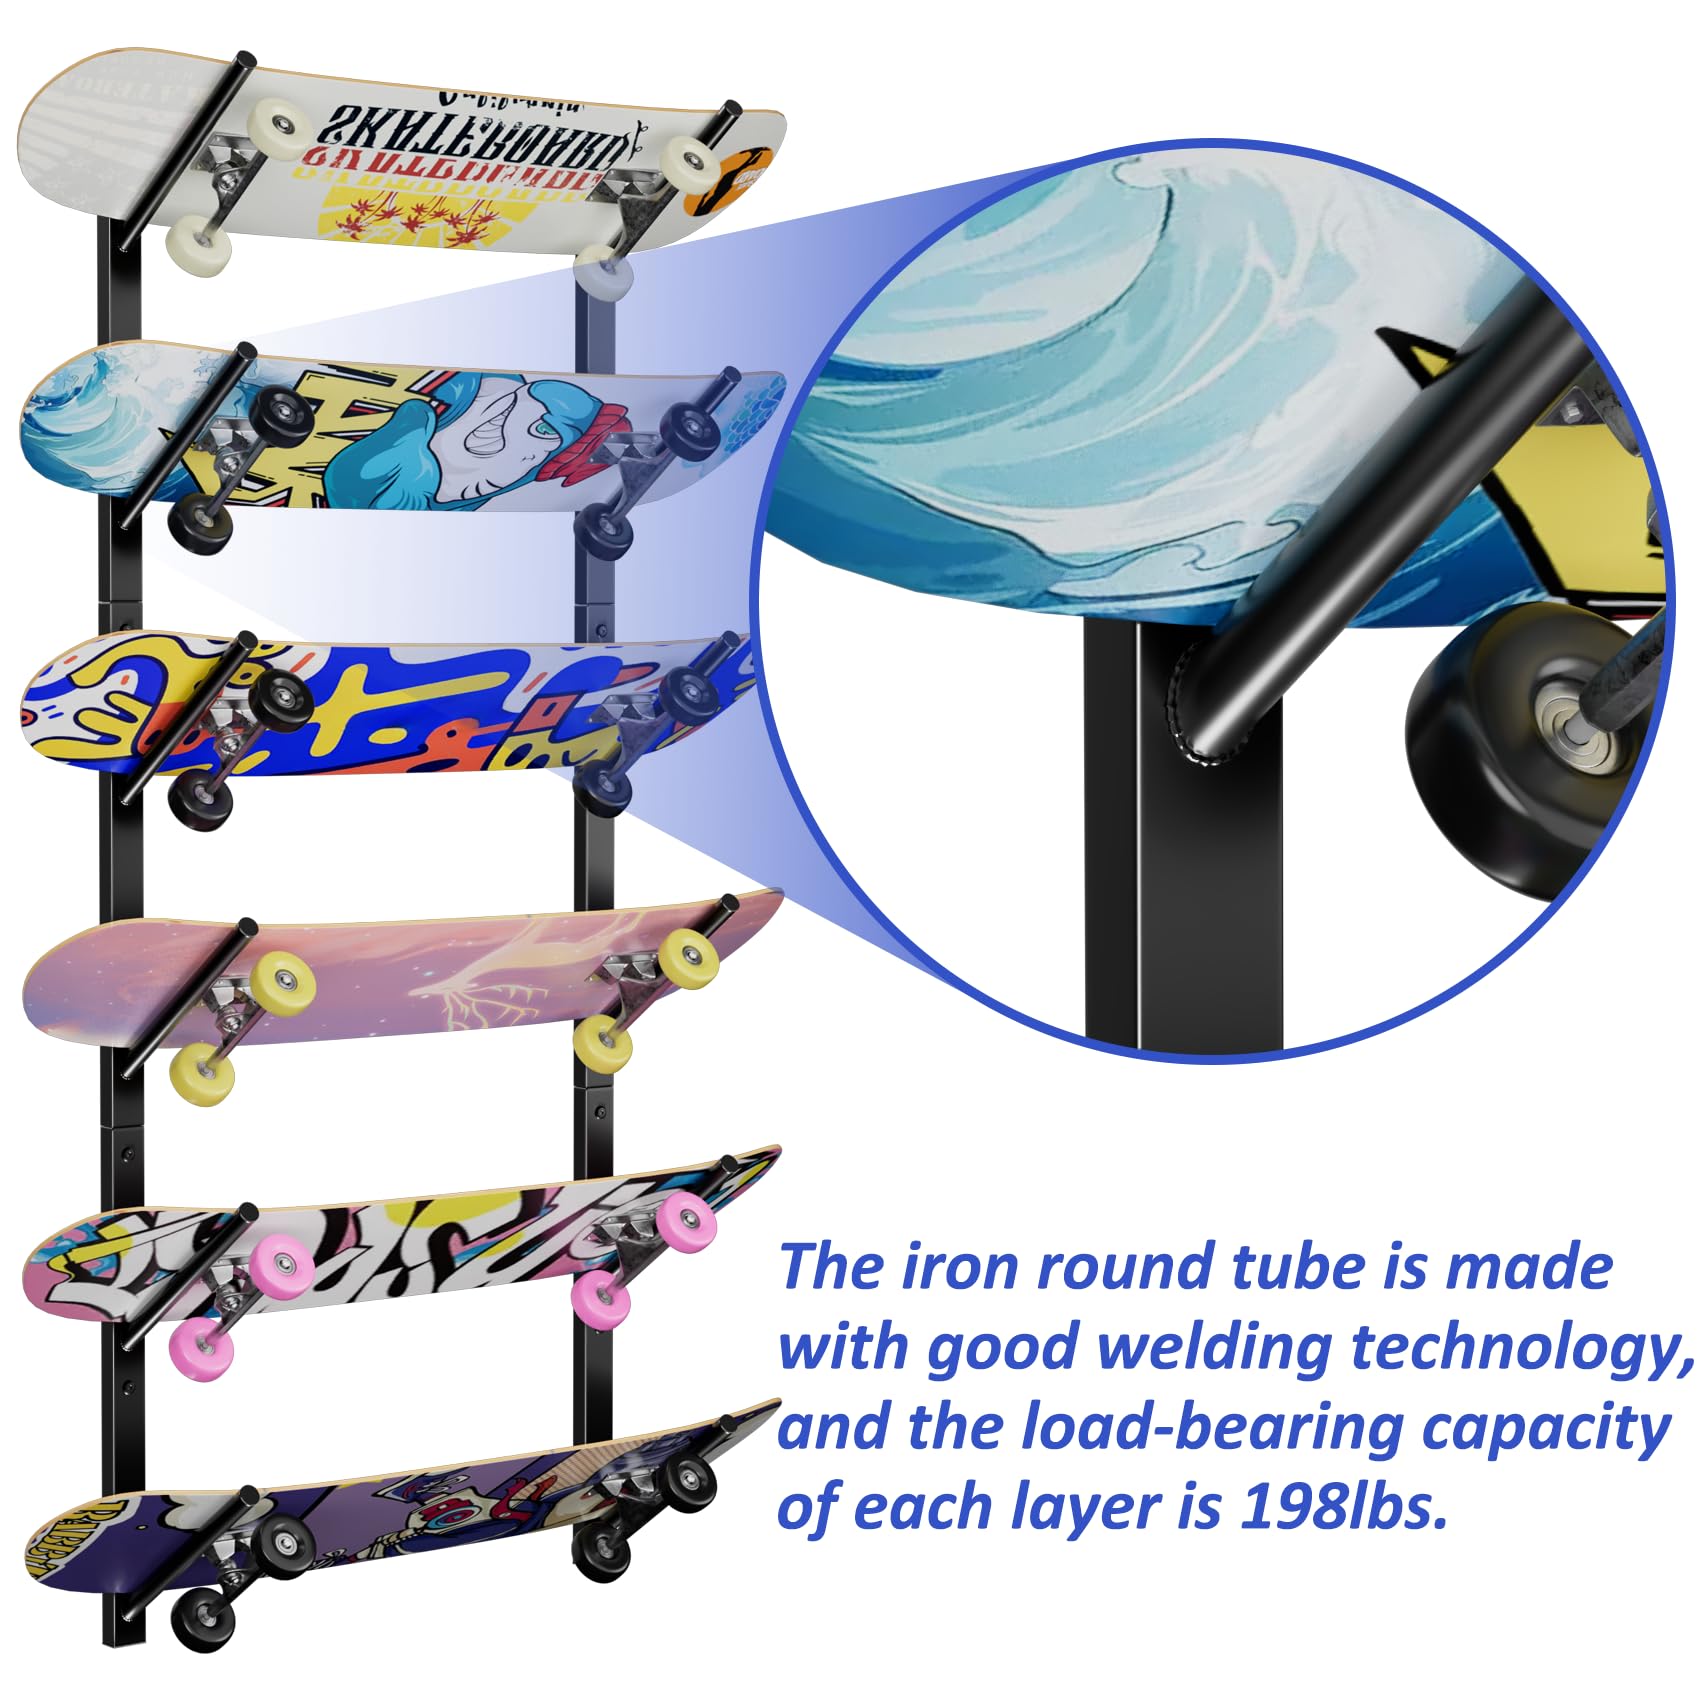 SKATEBOARD
The iron round tube is made
with good welding technology,
and the load-bearing capacity
of each layer is 198lbs.